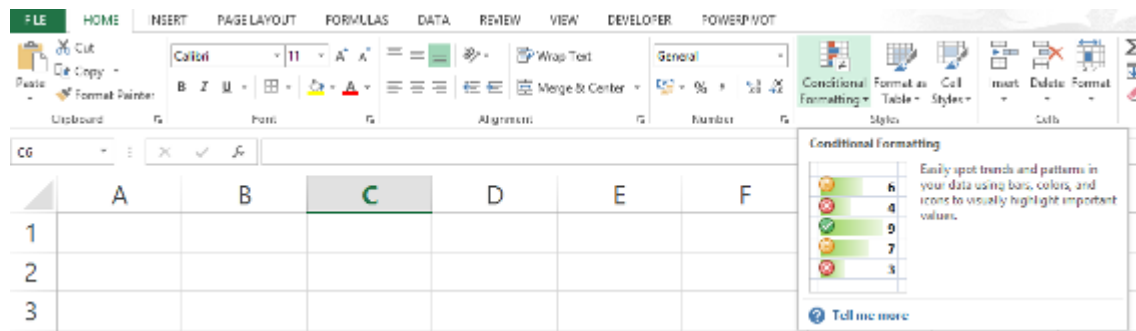 FILE HOME INSERT PAGE LAYOUT FORMULAS DATA REVIEW VIEW DEVELOPER POWERPIVOT
Cut
Copy
Format Painter
Paste
Clipboard
Calibri 11
B I U
Font
Wrap Text
Merge & Center
Alignment
General
%
Number
Conditional Formatting
Format as Table
Cell Styles
Styles
Insert Delete Format
Cells
C6
A B C D E F
1
2
3
Conditional Formatting
6
4
9
7
3
Easily spot trends and patterns in
your data using bars, colors, and
icons to visually highlight important
values.
Tell me more